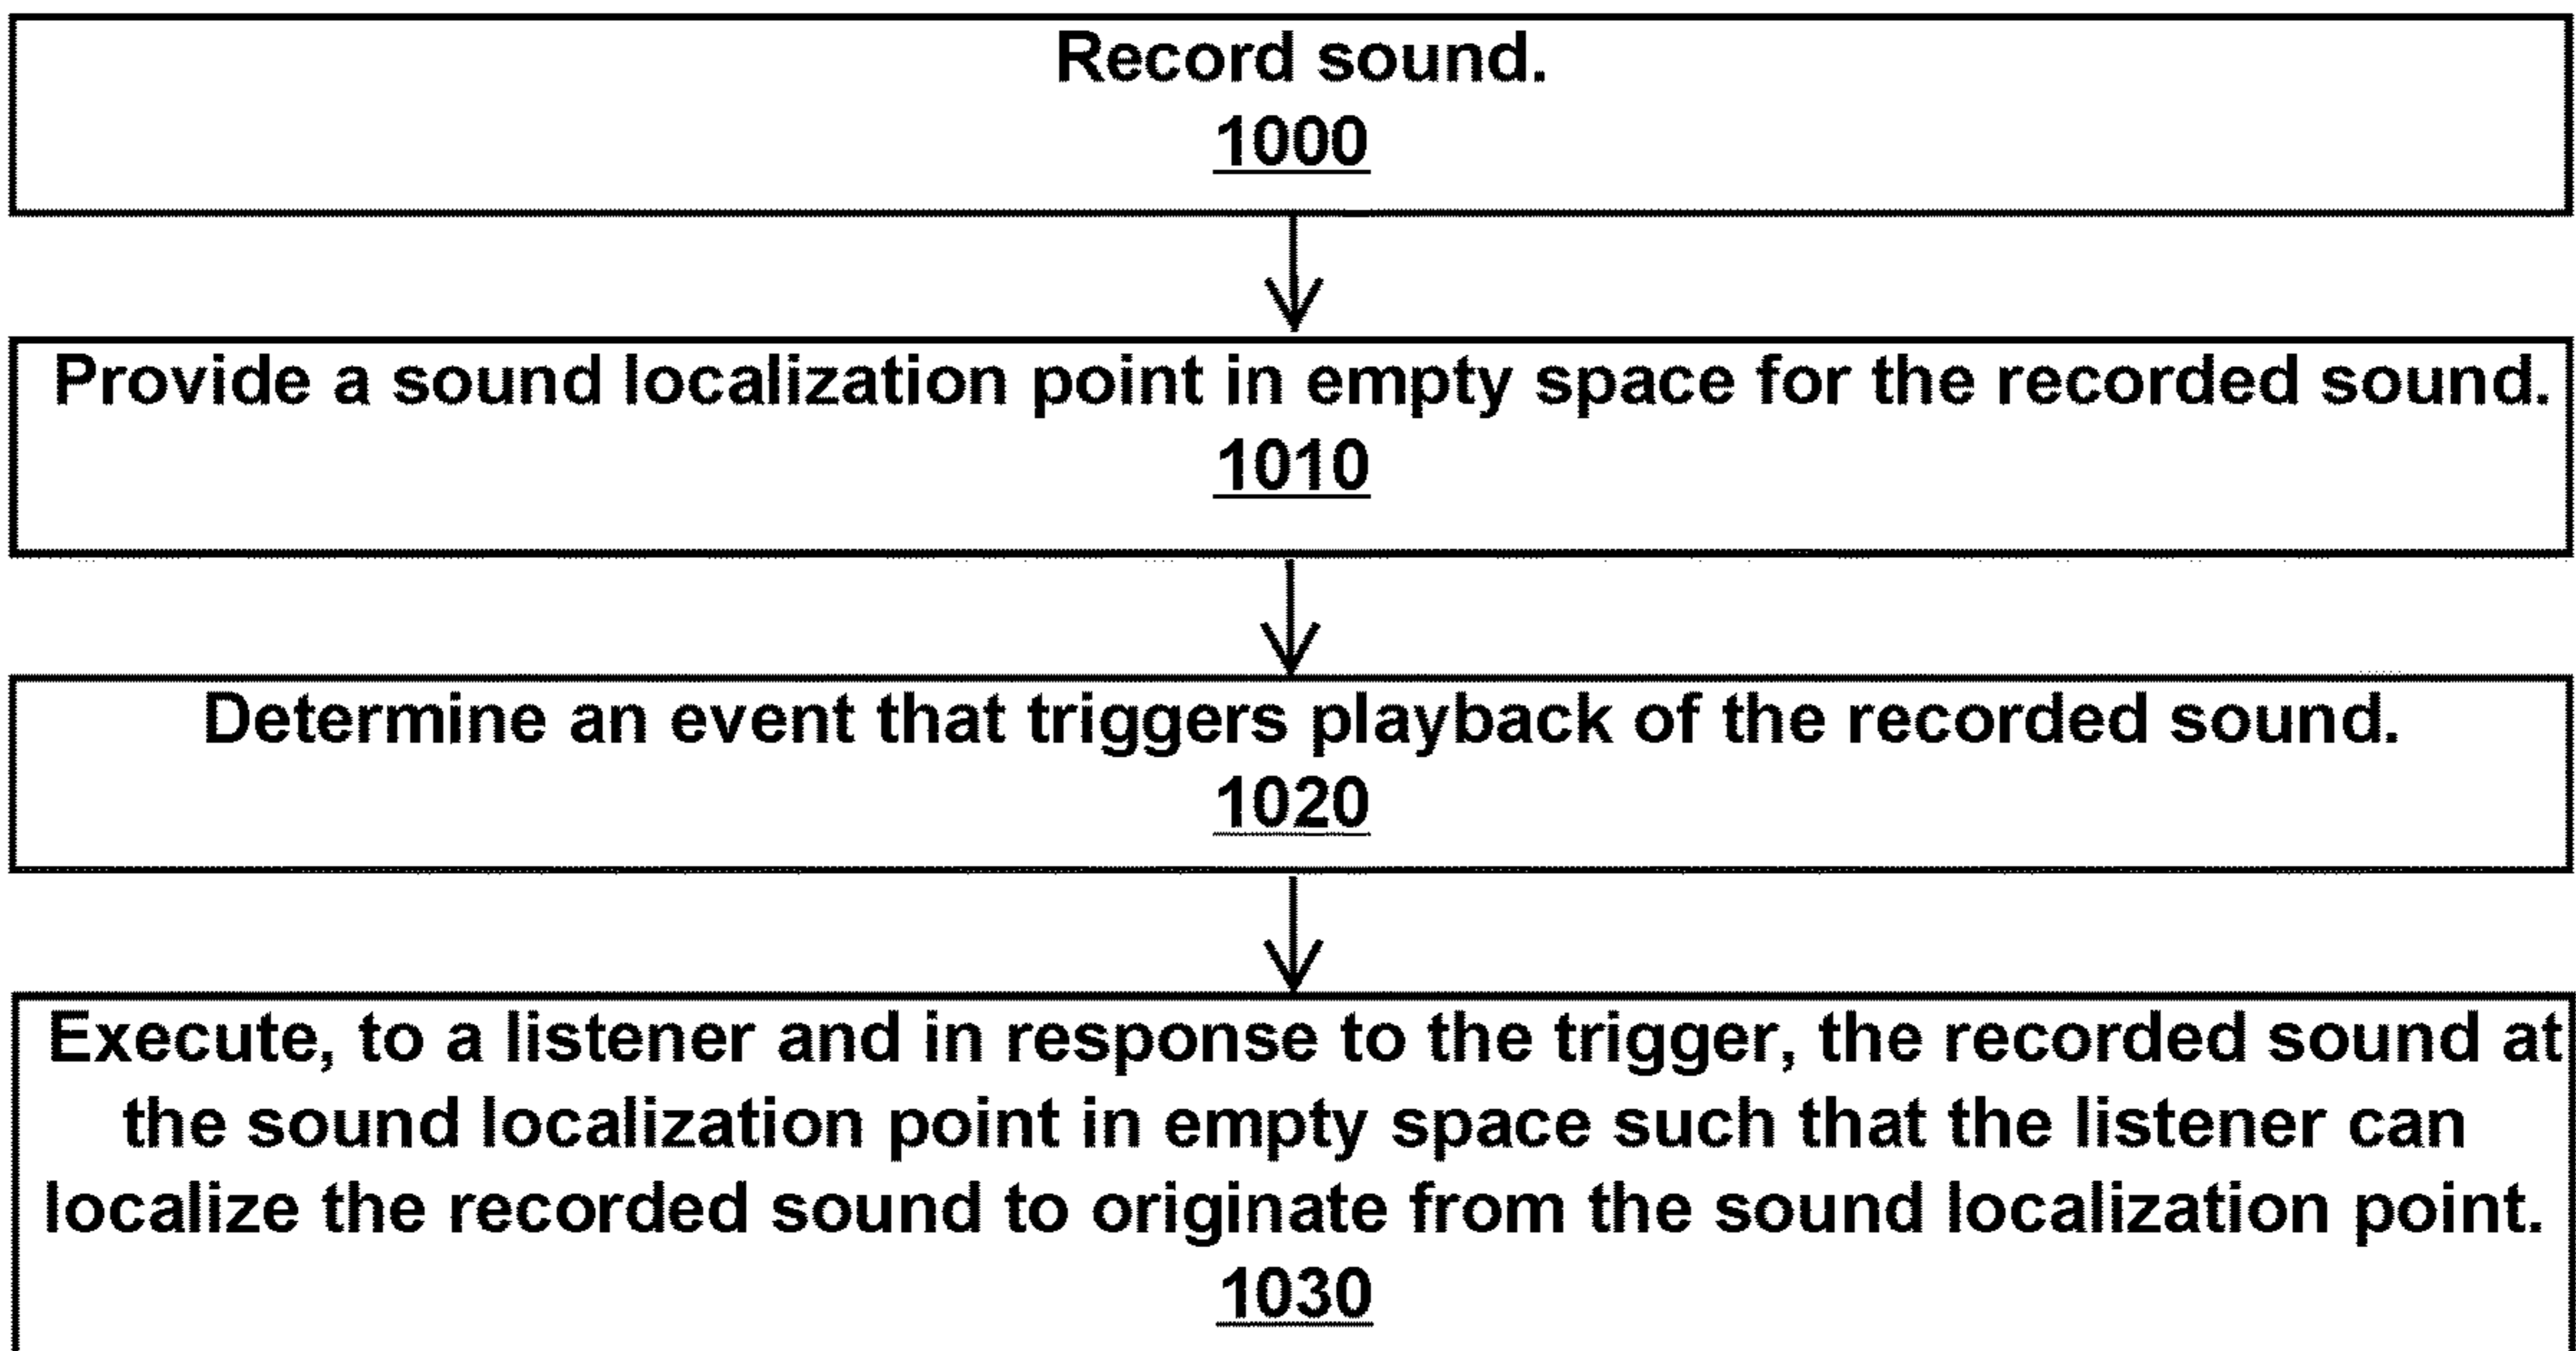 Record sound.
1000
Provide a sound localization point in empty space for the recorded sound.
1010
Determine an event that triggers playback of the recorded sound.
1020
Execute, to a listener and in response to the trigger, the recorded sound at
the sound localization point in empty space such that the listener can
localize the recorded sound to originate from the sound localization point.
1030